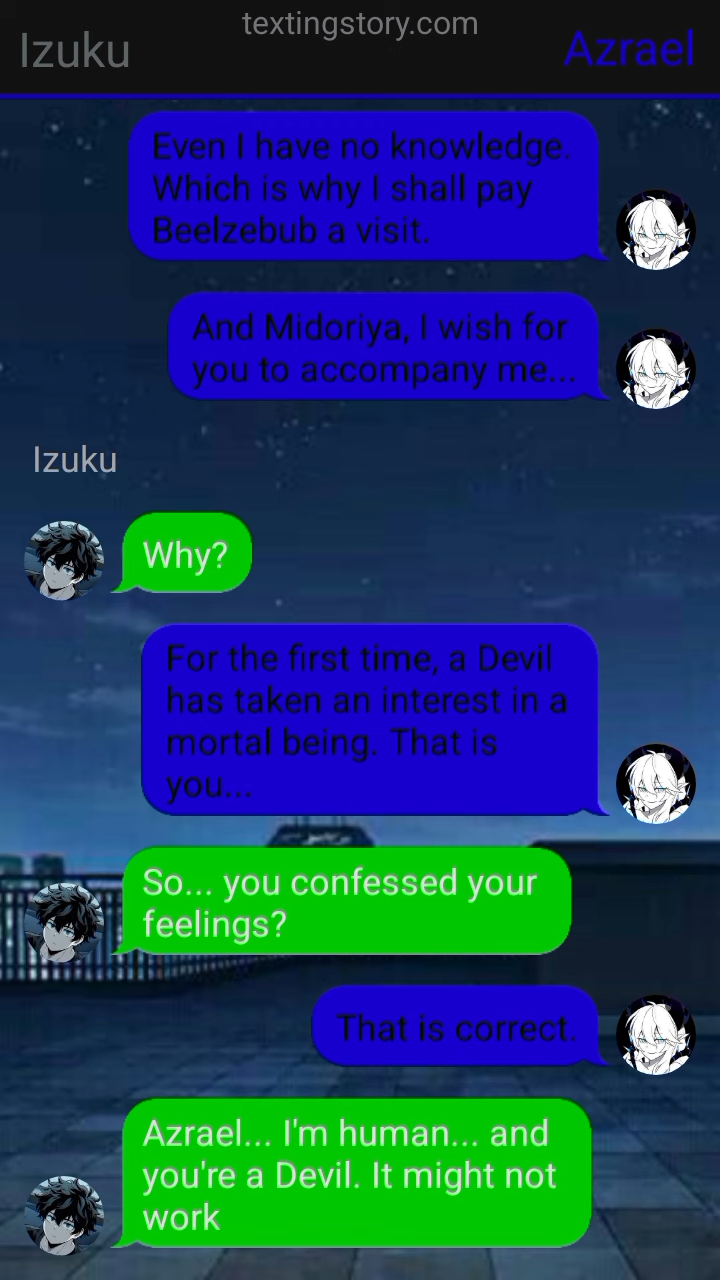 textingstory.com
Izuku
Azrael
Even I have no knowledge.
Which is why I shall pay
Beelzebub a visit.
And Midoriya, I wish for
you to accompany me...
Izuku
Why?
For the first time, a Devil
has taken an interest in a
mortal being. That is
you...
So... you confessed your
feelings?
That is correct.
Azrael... I'm human... and
you're a Devil. It might not
work